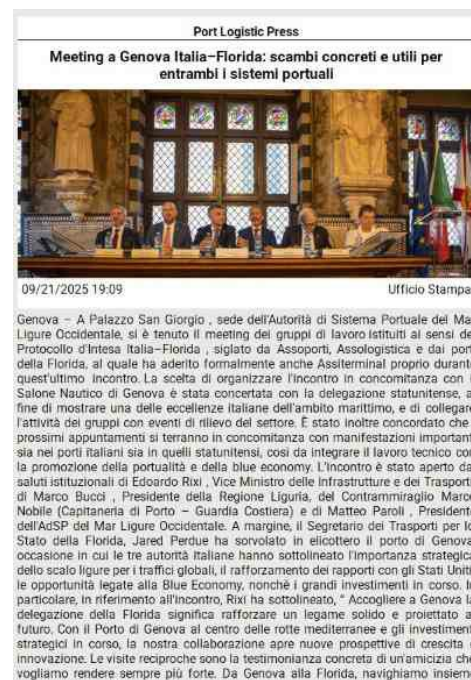 Port Logistic Press
Meeting a Genova Italia–Florida: scambi concreti e utili per
entrambi i sistemi portuali
09/21/2025 19:09
Ufficio Stampa
Genova – A Palazzo San Giorgio , sede dell'Autorità di Sistema Portuale del Mar
Ligure Occidentale, si è tenuto il meeting dei gruppi di lavoro istituiti ai sensi del
Protocollo d'Intesa Italia–Florida , siglato da Assoporti, Assologistica e dai porti
della Florida, al quale ha aderito formalmente anche Assiterminal proprio durante
quest'ultimo incontro. La scelta di organizzare l'incontro in concomitanza con il
Salone Nautico di Genova è stata concertata con la delegazione statunitense, al
fine di mostrare una delle eccellenze italiane dell'ambito marittimo, e di collegare
l'attività dei gruppi con eventi di rilievo del settore. È stato inoltre concordato che i
prossimi appuntamenti si terranno in concomitanza con manifestazioni importanti
sia nei porti italiani sia in quelli statunitensi, così da integrare il lavoro tecnico con
la promozione della portualità e della blue economy. L'incontro è stato aperto dai
saluti istituzionali di Edoardo Rixi , Vice Ministro delle Infrastrutture e dei Trasporti,
di Marco Bucci , Presidente della Regione Liguria, del Contrammiraglio Marco
Nobile (Capitaneria di Porto – Guardia Costiera) e di Matteo Paroli , Presidente
dell'AdSP del Mar Ligure Occidentale. A margine, il Segretario dei Trasporti per lo
Stato della Florida, Jared Perdue ha sorvolato in elicottero il porto di Genova,
occasione in cui le tre autorità italiane hanno sottolineato l'importanza strategica
dello scalo ligure per i traffici globali, il rafforzamento dei rapporti con gli Stati Uniti,
le opportunità legate alla Blue Economy, nonché i grandi investimenti in corso. In
particolare, in riferimento all'incontro, Rixi ha sottolineato, " Accogliere a Genova la
delegazione della Florida significa rafforzare un legame solido e proiettato al
futuro. Con il Porto di Genova al centro delle rotte mediterranee e gli investimenti
strategici in corso, la nostra collaborazione apre nuove prospettive di crescita e
innovazione. Le visite reciproche sono la testimonianza concreta di un'amicizia che
vogliamo rendere sempre più forte. Da Genova alla Florida, navighiamo insieme